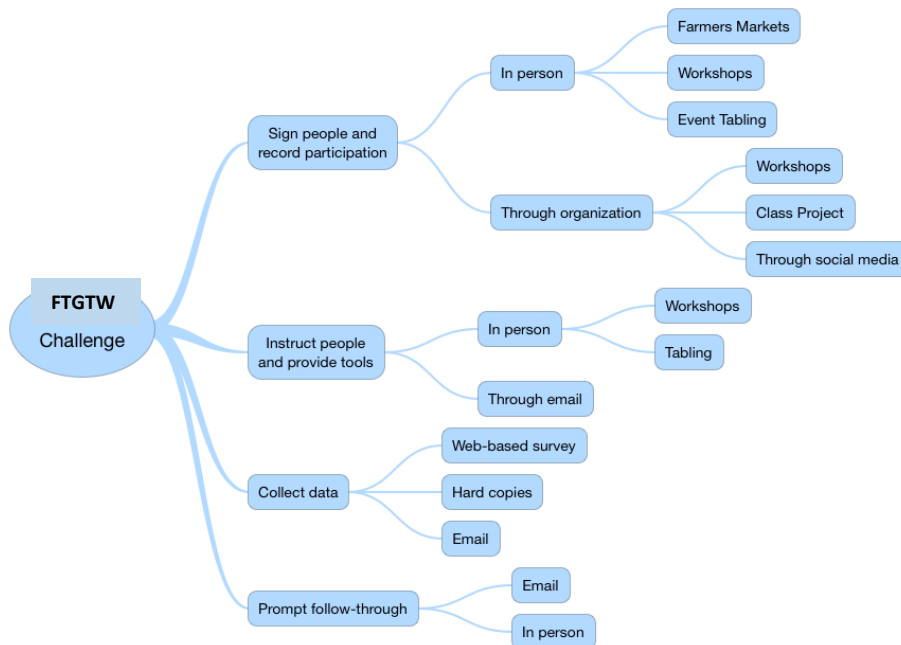 FTGTW
Challenge
Sign people and
record participation
In person
Farmers Markets
Workshops
Event Tabling
Through organization
Workshops
Class Project
Through social media
Instruct people
and provide tools
In person
Workshops
Tabling
Through email
Collect data
Web-based survey
Hard copies
Email
Prompt follow-through
Email
In person